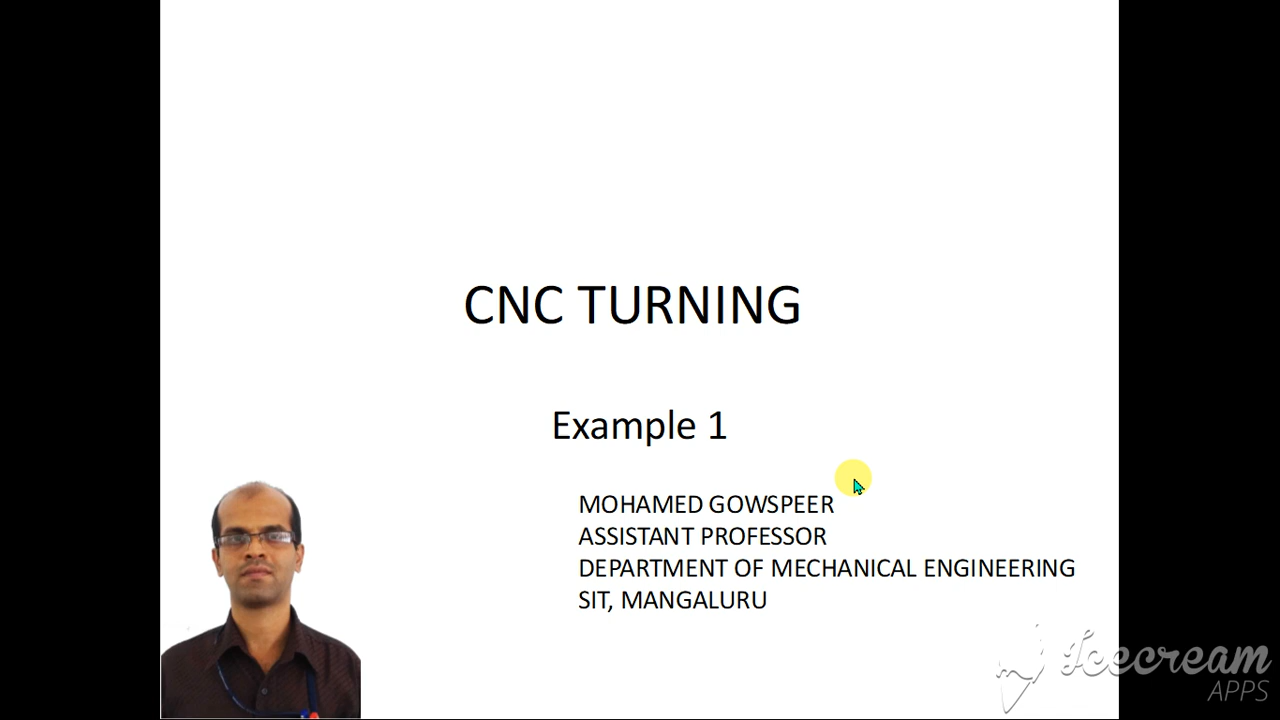 CNC TURNING
Example 1
MOHAMED GOWSPEER
ASSISTANT PROFESSOR
DEPARTMENT OF MECHANICAL ENGINEERING
SIT, MANGALURU
Icecream
APPS